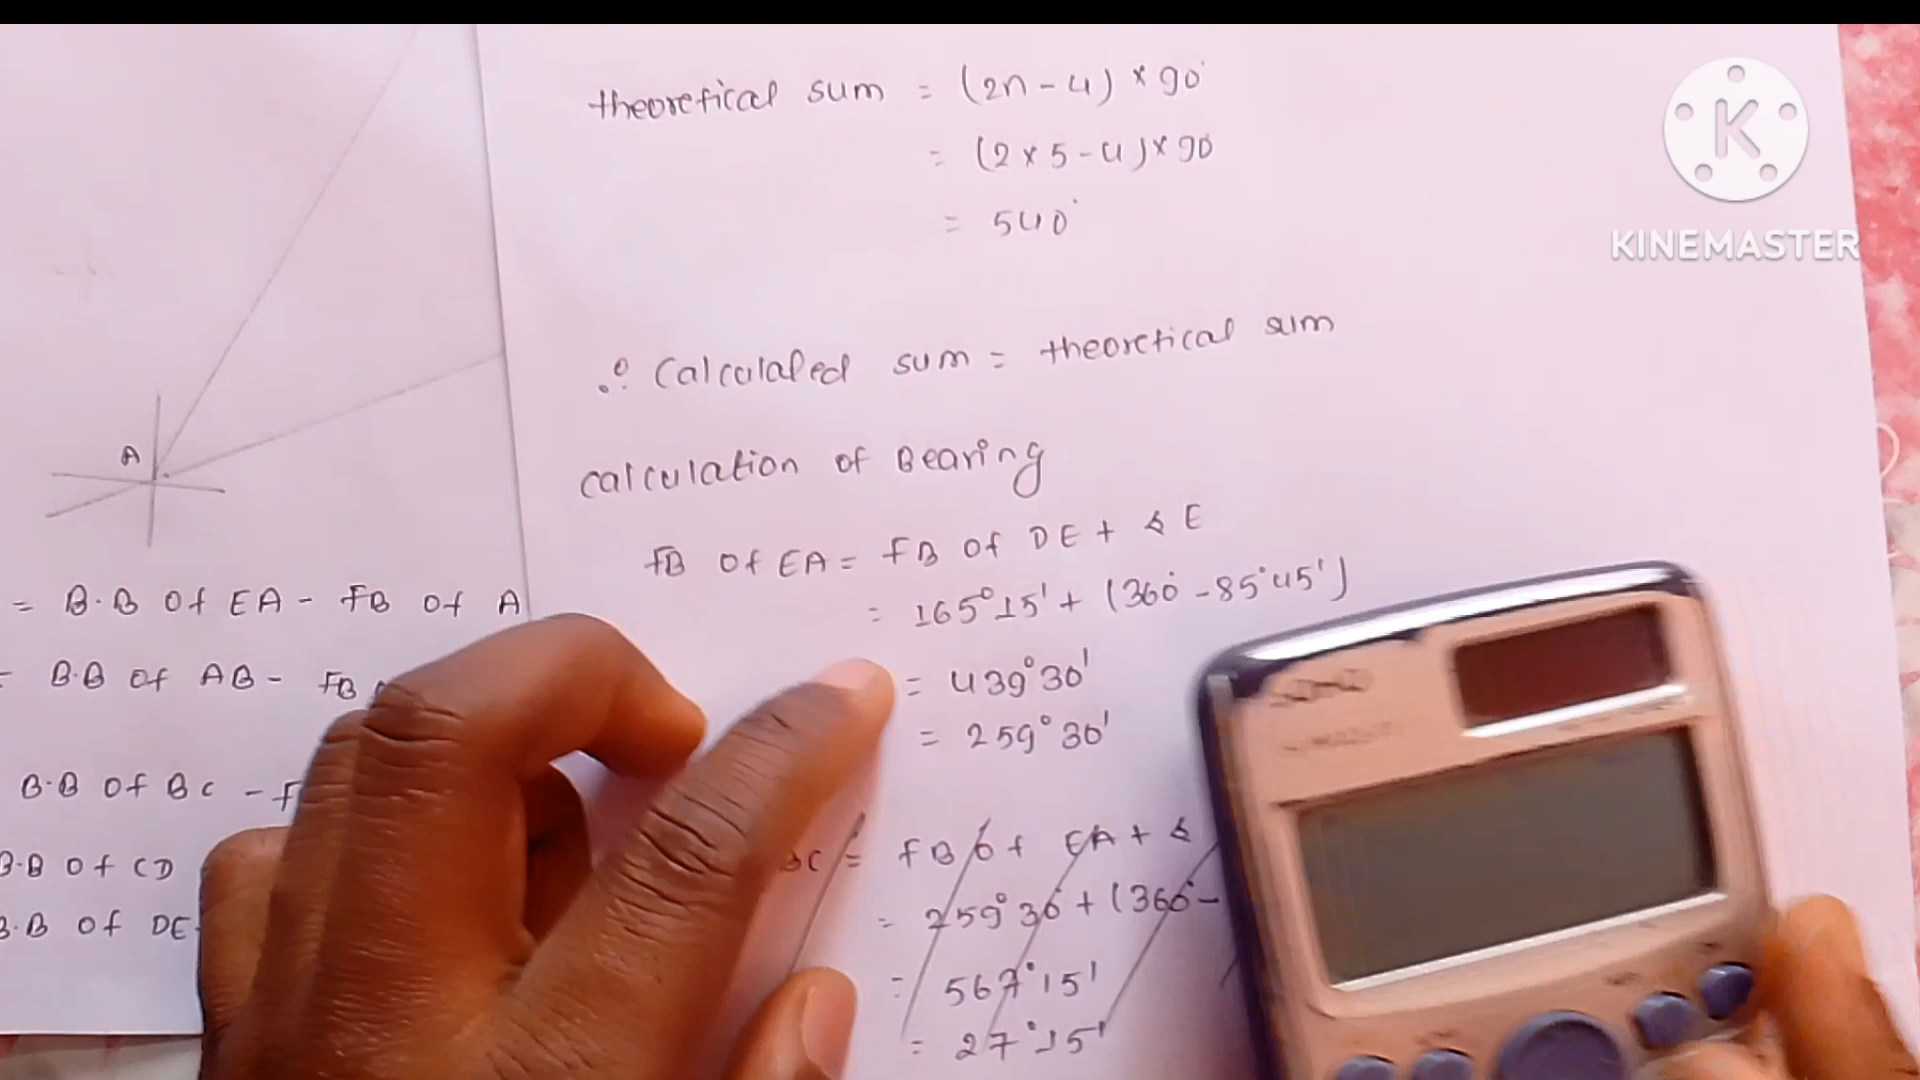 theoretical sum = (2n - 4) × 90°
= (2 × 5 - 4) × 90
= 540°
∴ Calculated sum = theoretical sum
calculation of Bearing
FB Of EA = FB Of DE + ∡ E
= 165°15' + (360° - 85°45')
= 439°30'
= 259°30'
BC = FB Of EA + ∡
= 259°30 + (360° -
= 567°15'
= 27°15'
A
= B.B Of EA - FB Of A
= B.B Of AB - FB
B.B Of BC - F
B.B Of CD
B.B Of DE -
K
KINEMASTER